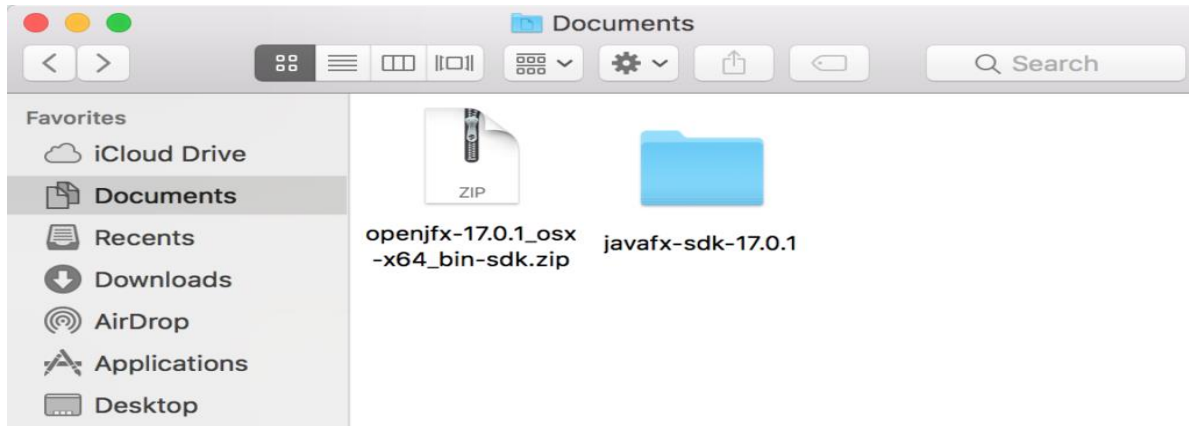 Documents
Search
Favorites
iCloud Drive
Documents
Recents
Downloads
AirDrop
Applications
Desktop
ZIP
openjfx-17.0.1_osx
-x64_bin-sdk.zip
javafx-sdk-17.0.1